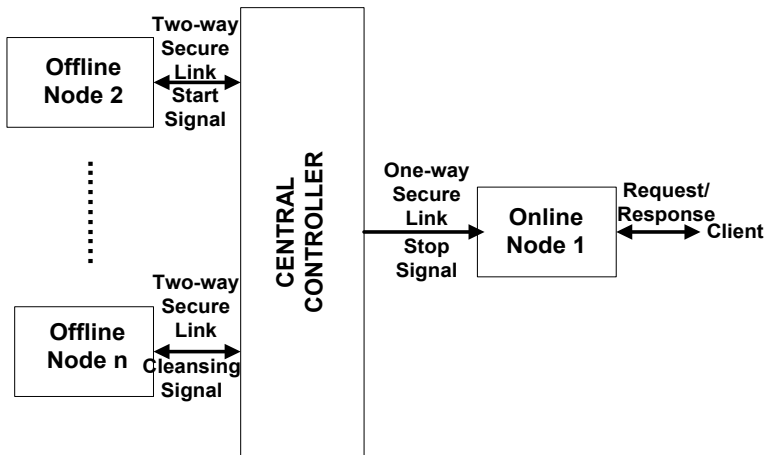 Offline
Node 2
Two-way
Secure
Link
Start
Signal
CENTRAL
CONTROLLER
One-way
Secure
Link
Stop
Signal
Online
Node 1
Request/
Response
Client
Offline
Node n
Two-way
Secure
Link
Cleansing
Signal